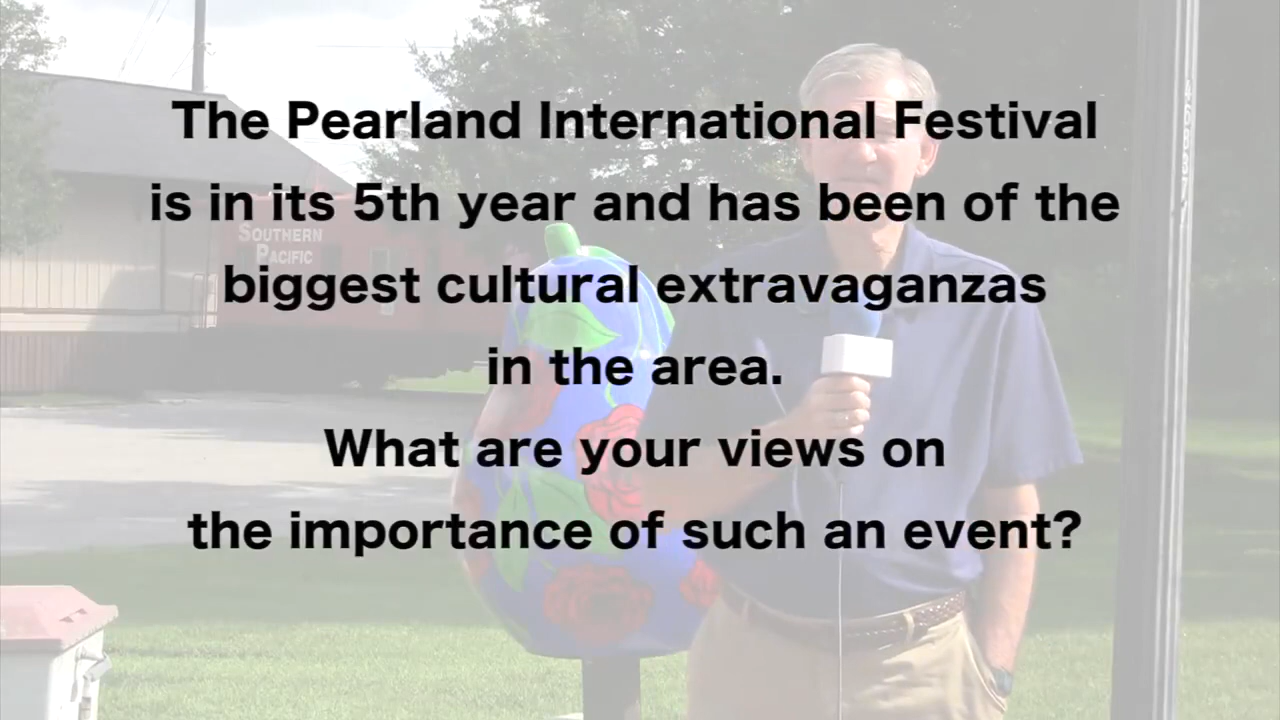 The Pearland International Festival
is in its 5th year and has been of the
biggest cultural extravaganzas
in the area.
What are your views on
the importance of such an event?
SOUTHERN
PACIFIC